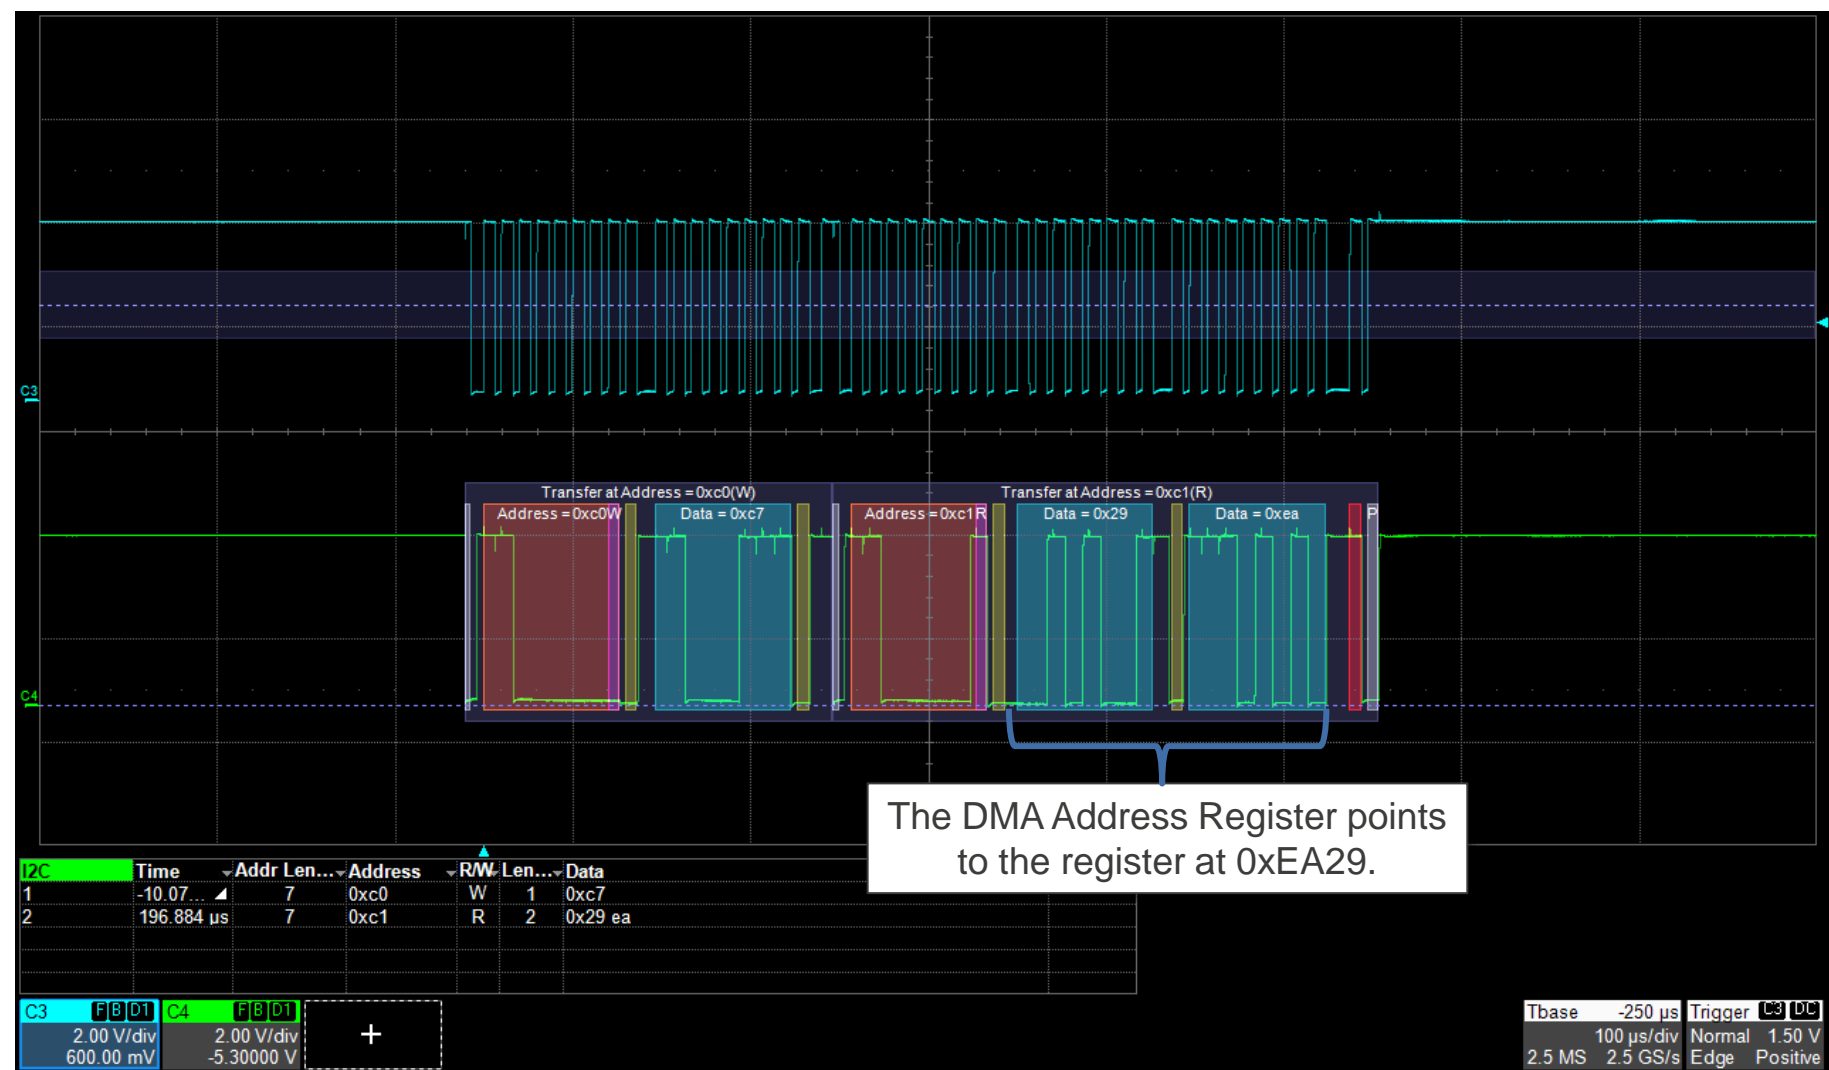 C3
Transfer at Address = 0xc0(W)
Transfer at Address = 0xc1(R)
Address = 0xc0W
Data = 0xc7
Address = 0xc1R
Data = 0x29
Data = 0xea
P
C4
The DMA Address Register points
to the register at 0xEA29.
I2C Time Addr Len... Address R/W Len... Data
1 -10.07... 7 0xc0 W 1 0xc7
2 196.884 µs 7 0xc1 R 2 0x29 ea
C3 F B D1
2.00 V/div
600.00 mV
C4 F B D1
2.00 V/div
-5.30000 V
+
Tbase -250 µs
100 µs/div
2.5 MS 2.5 GS/s
Trigger C3 DC
Normal 1.50 V
Edge Positive